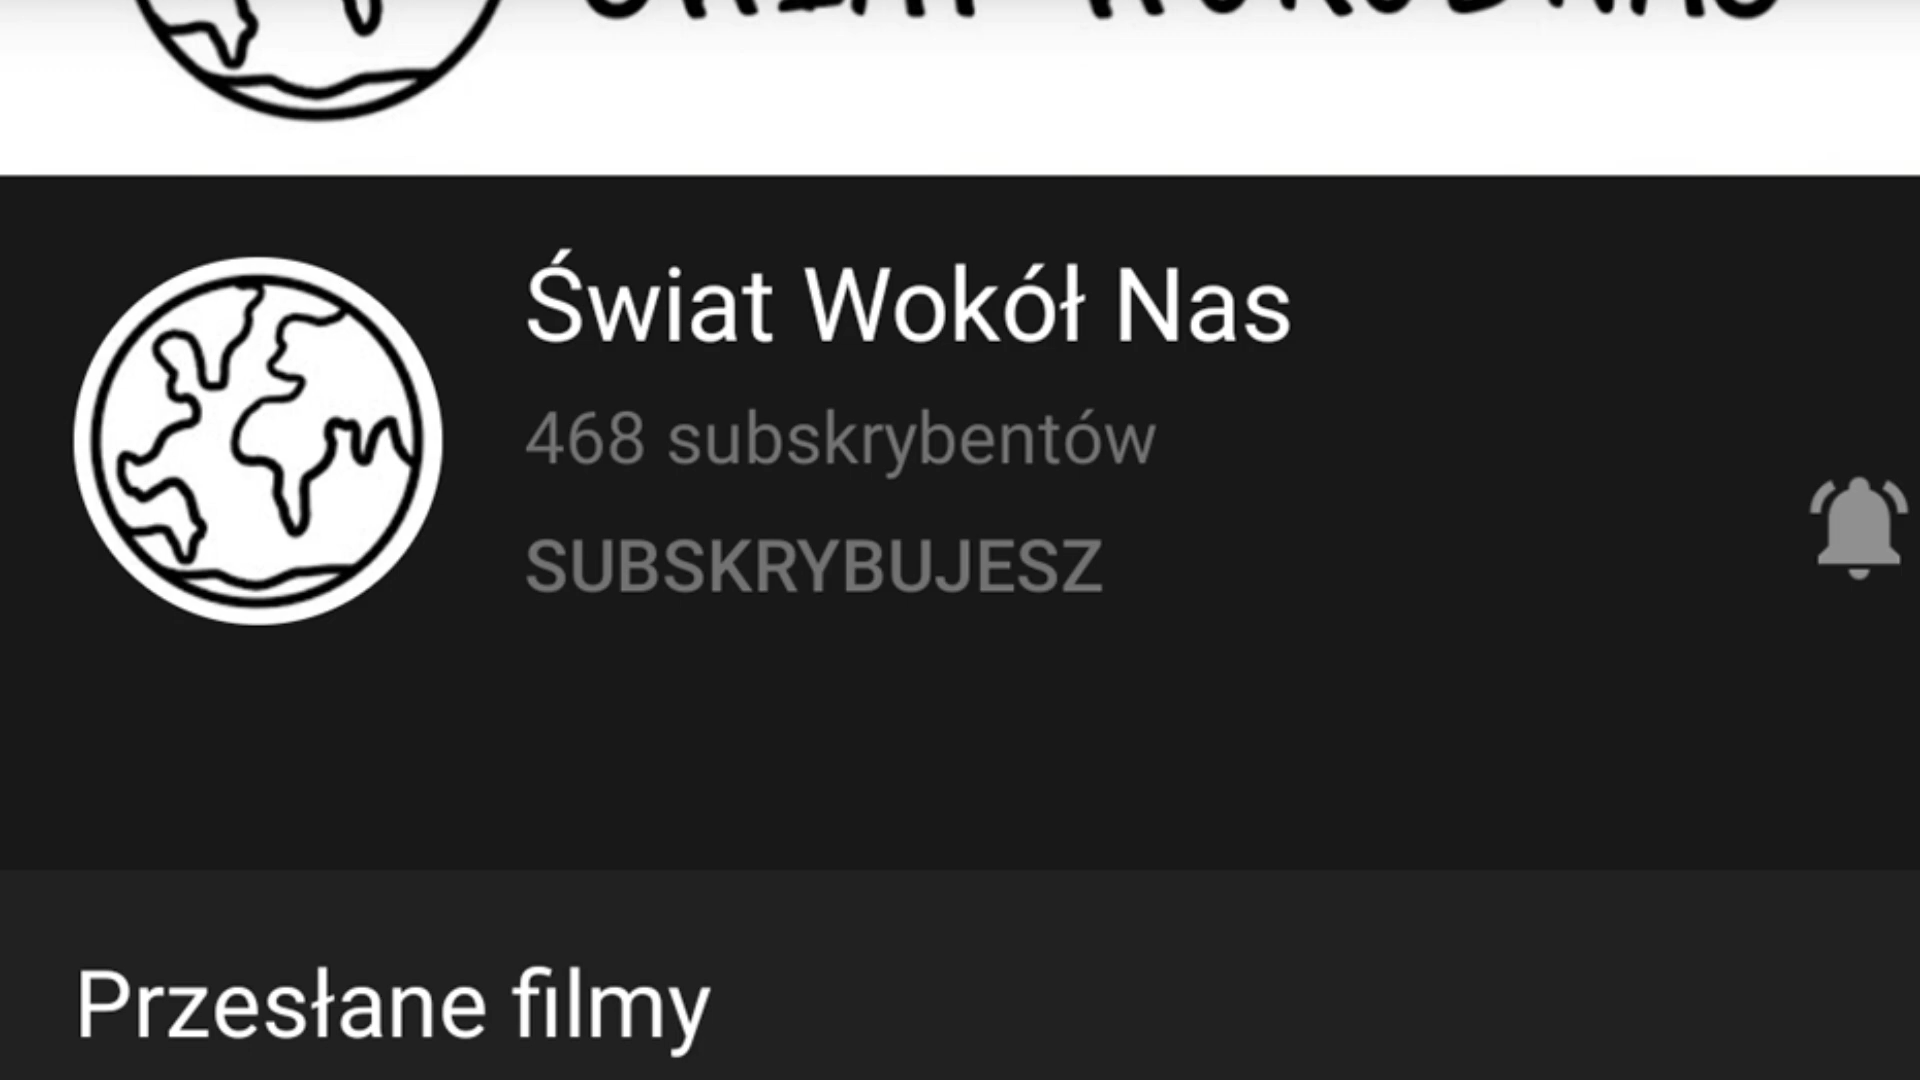 Świat Wokół Nas
468 subskrybentów
SUBSKRYBUJESZ
Przesłane filmy